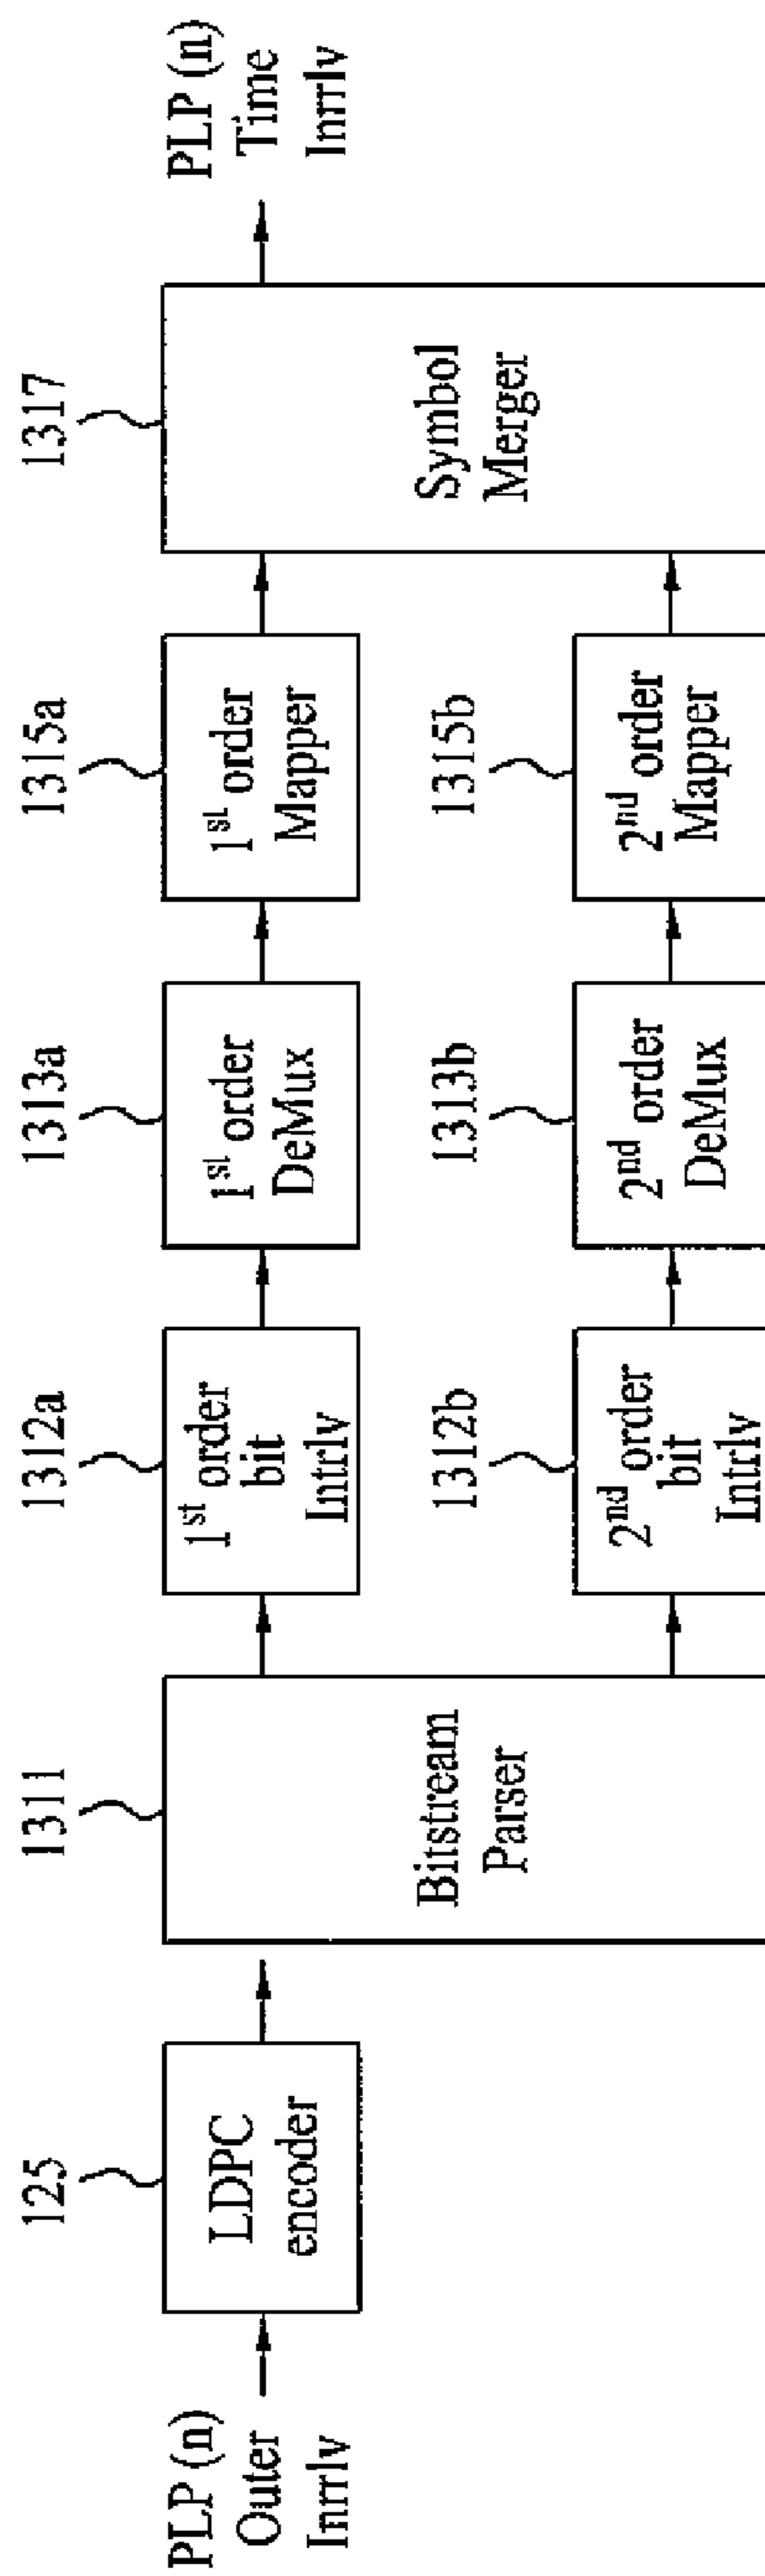 PLP (n)
Outer
Inrrlv
125
LDPC
encoder
1311
Bitstream
Parser
1312a
1st order
bit
Intrlv
1313a
1st order
DeMux
1315a
1st order
Mapper
1312b
2nd order
bit
Intrlv
1313b
2nd order
DeMux
1315b
2nd order
Mapper
1317
Symbol
Merger
PLP (n)
Time
Inrrlv